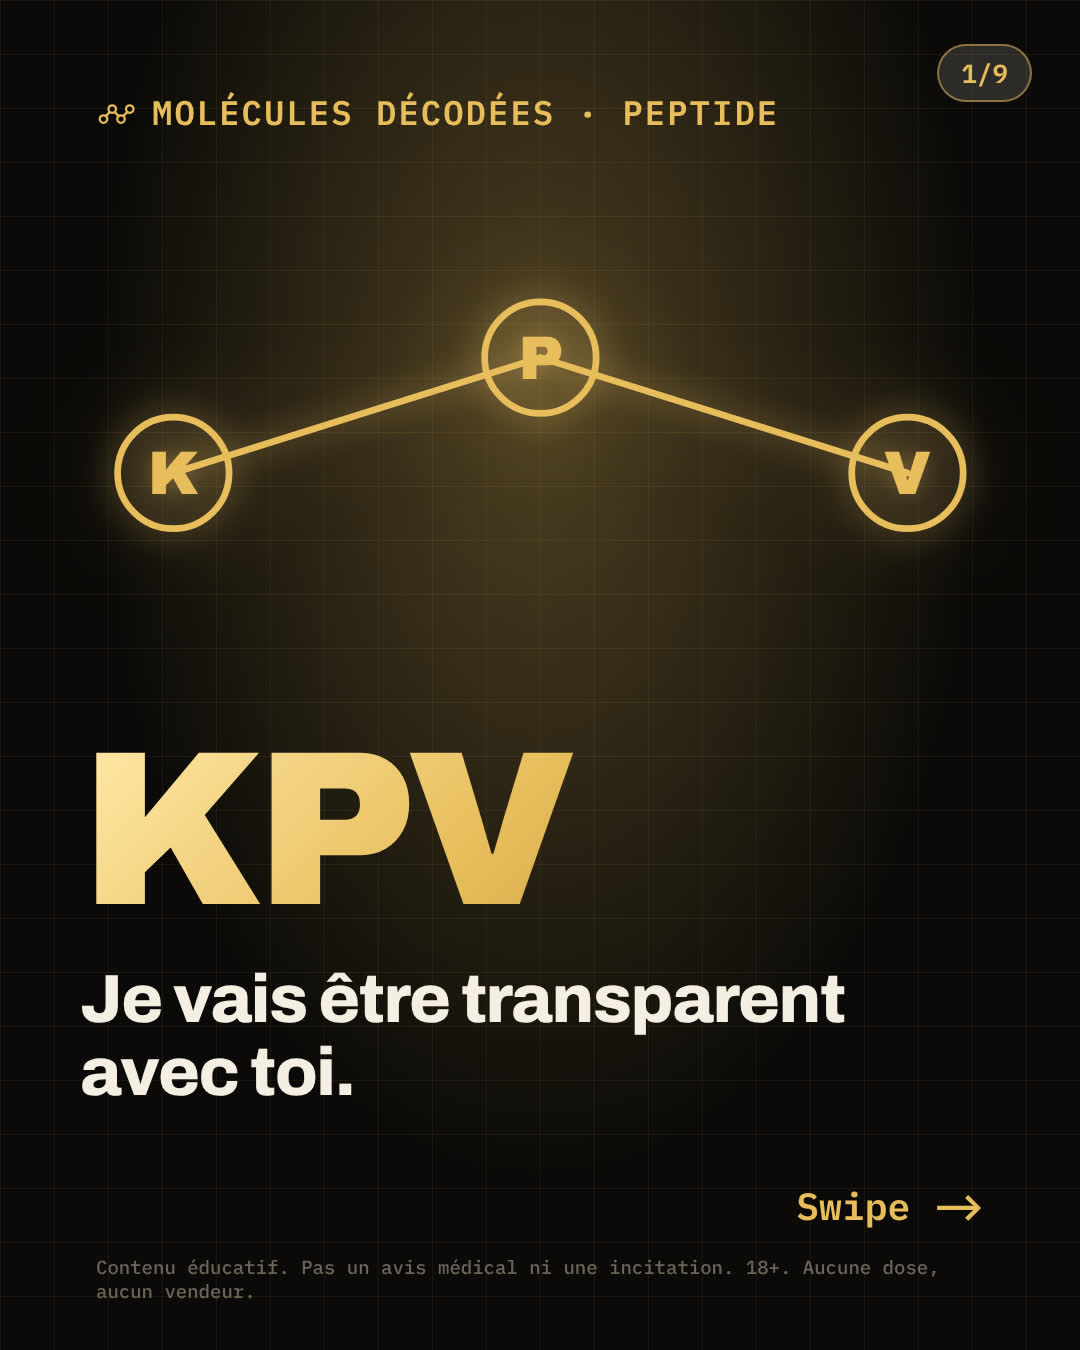 1/9
MOLÉCULES DÉCODÉES · PEPTIDE
P
K
V
KPV
Je vais être transparent
avec toi.
Swipe →
Contenu éducatif. Pas un avis médical ni une incitation. 18+. Aucune dose,
aucun vendeur.